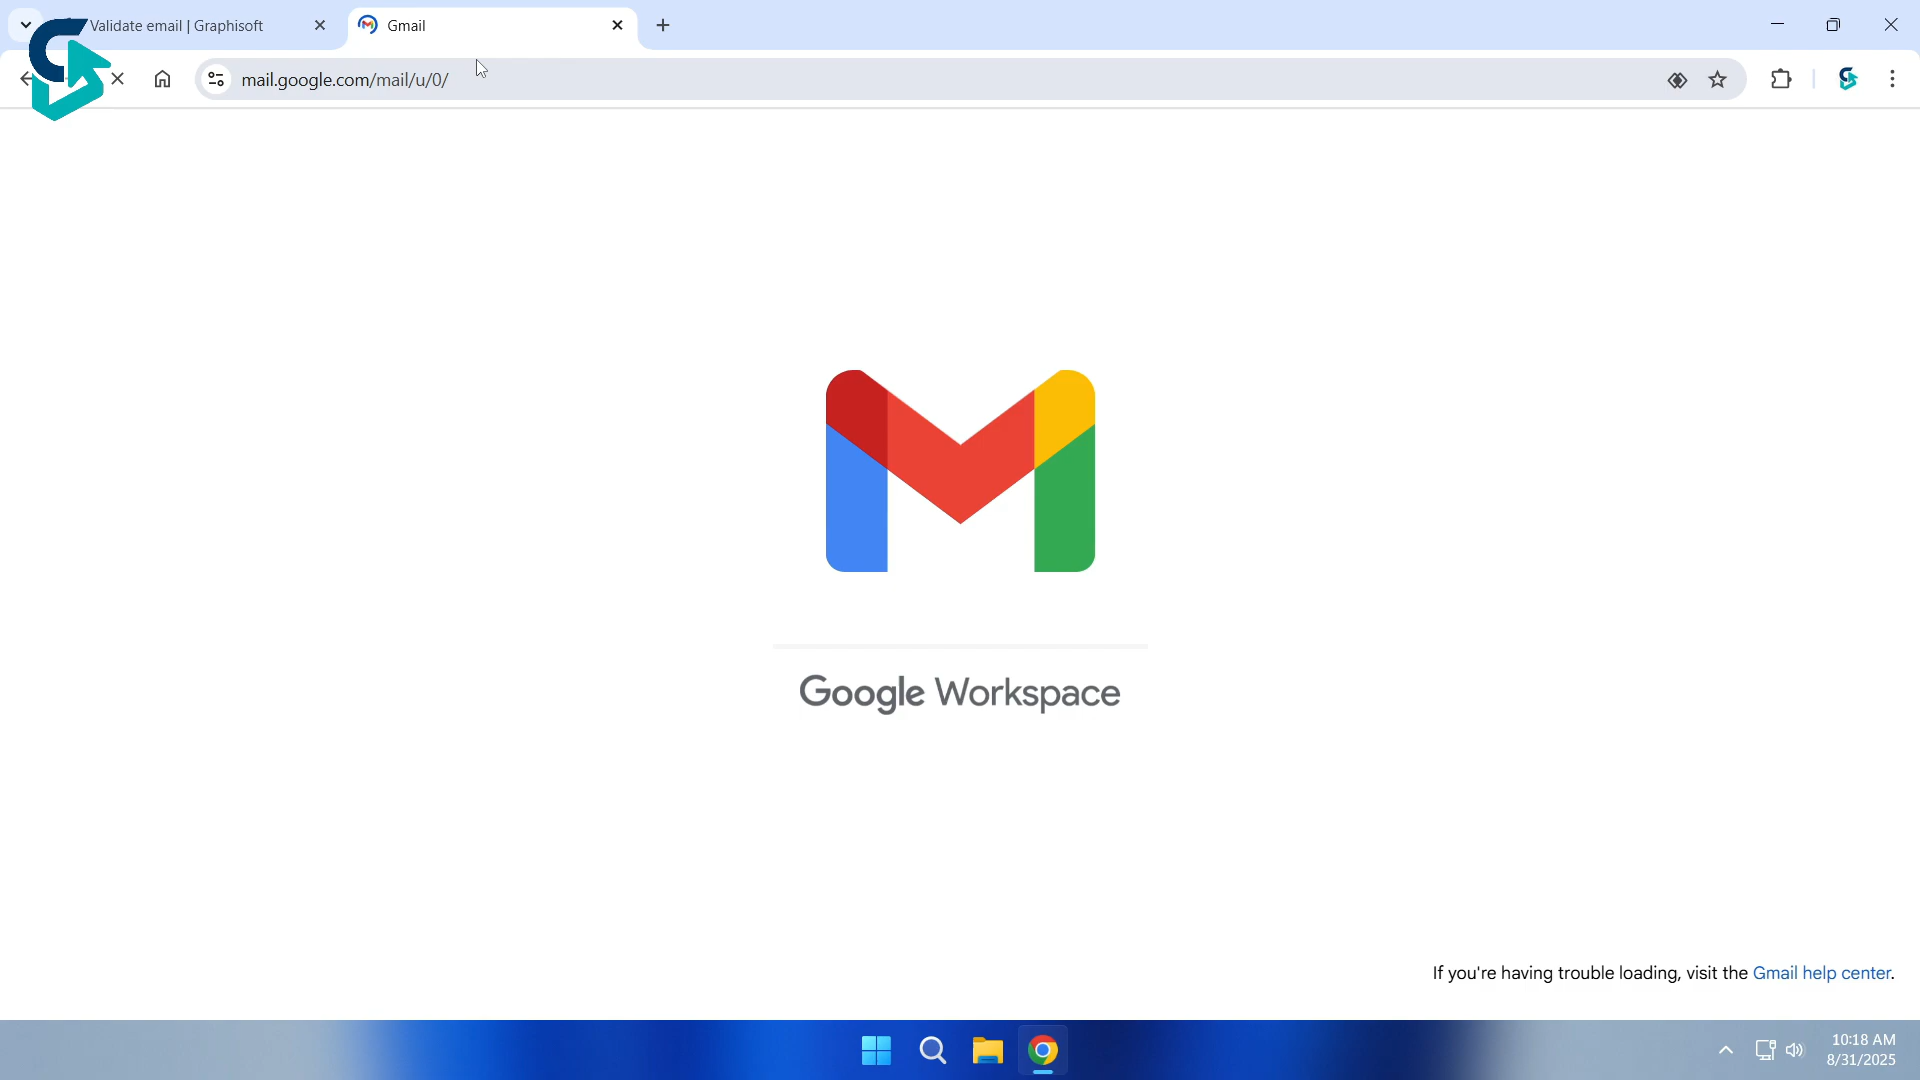 Validate email | Graphisoft
Gmail
mail.google.com/mail/u/0/
Google Workspace
If you're having trouble loading, visit the Gmail help center.
10:18 AM
8/31/2025